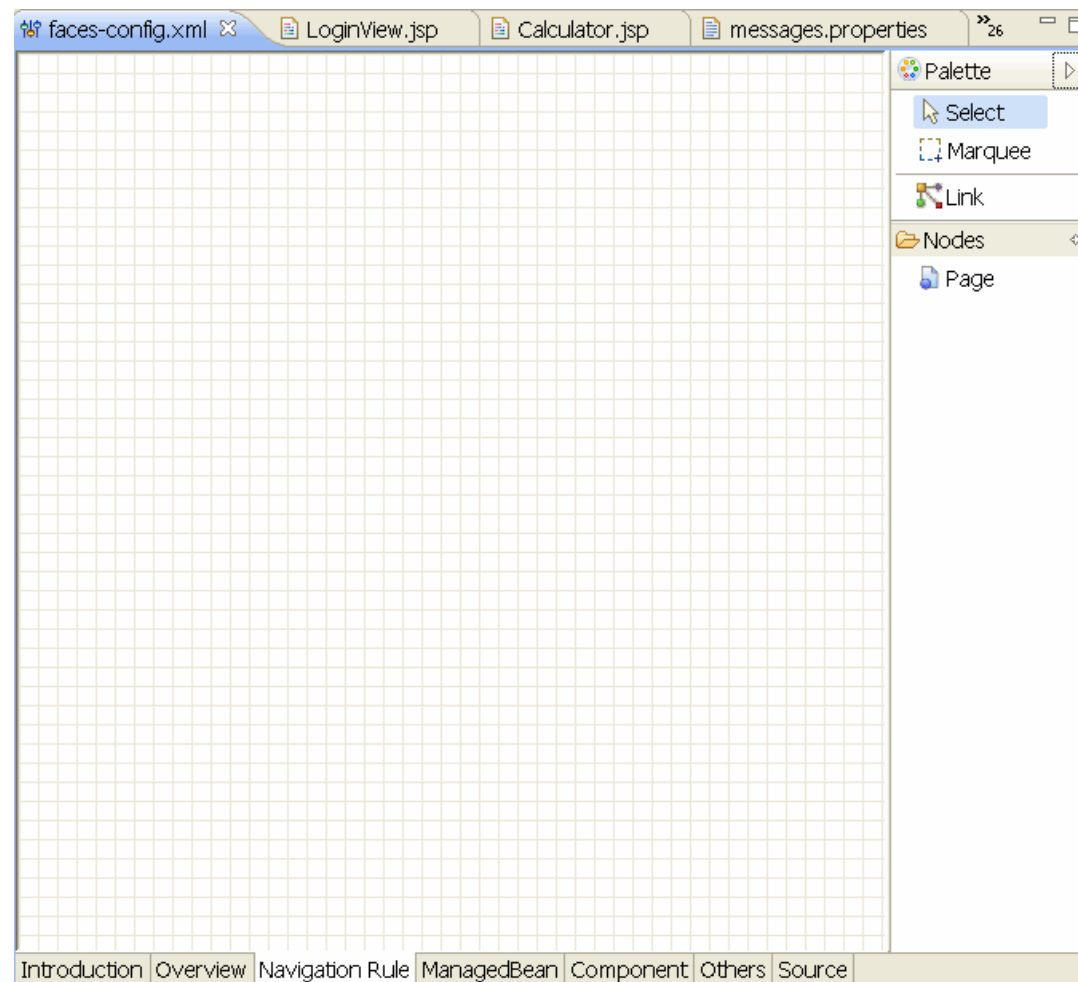 faces-config.xml LoginView.jsp Calculator.jsp messages.properties »26
Palette
Select
Marquee
Link
Nodes
Page
Introduction Overview Navigation Rule ManagedBean Component Others Source